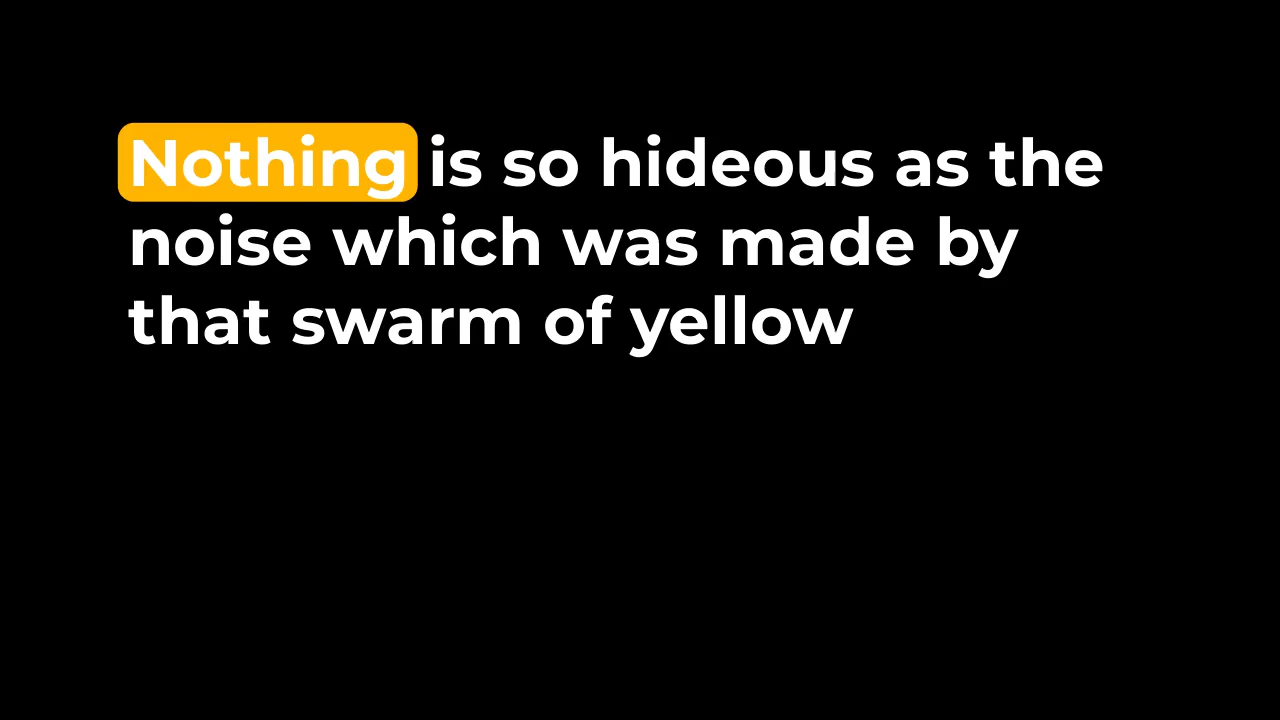 Nothing is so hideous as the
noise which was made by
that swarm of yellow